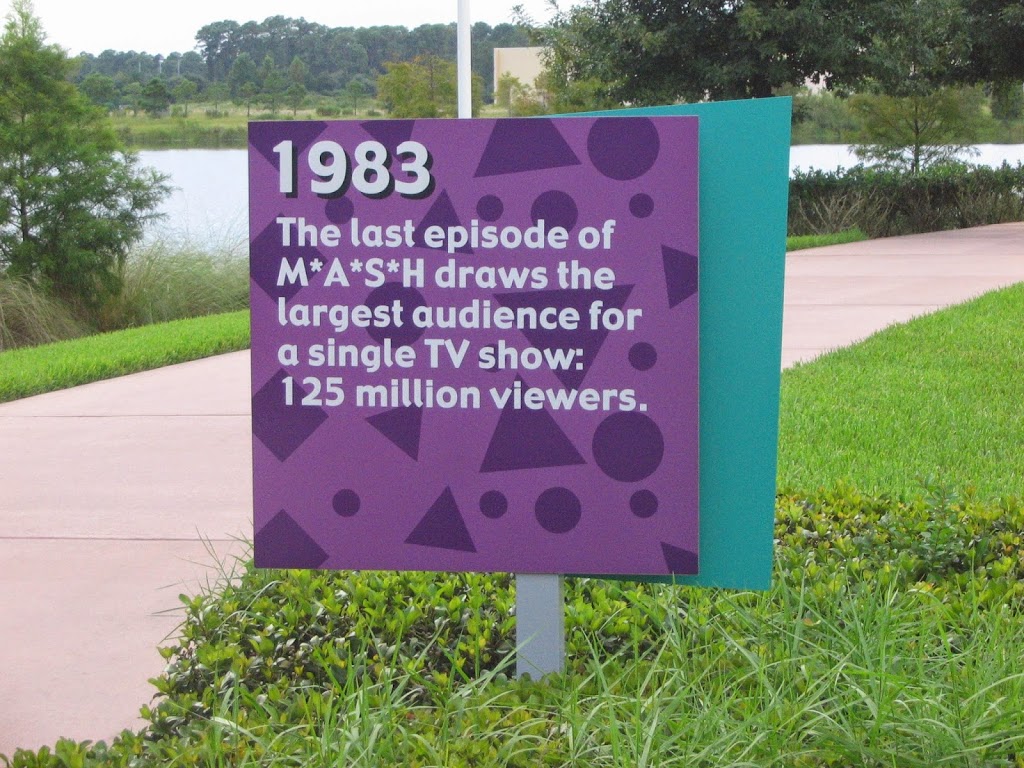 1983
The last episode of
M*A*S*H draws the
largest audience for
a single TV show:
125 million viewers.